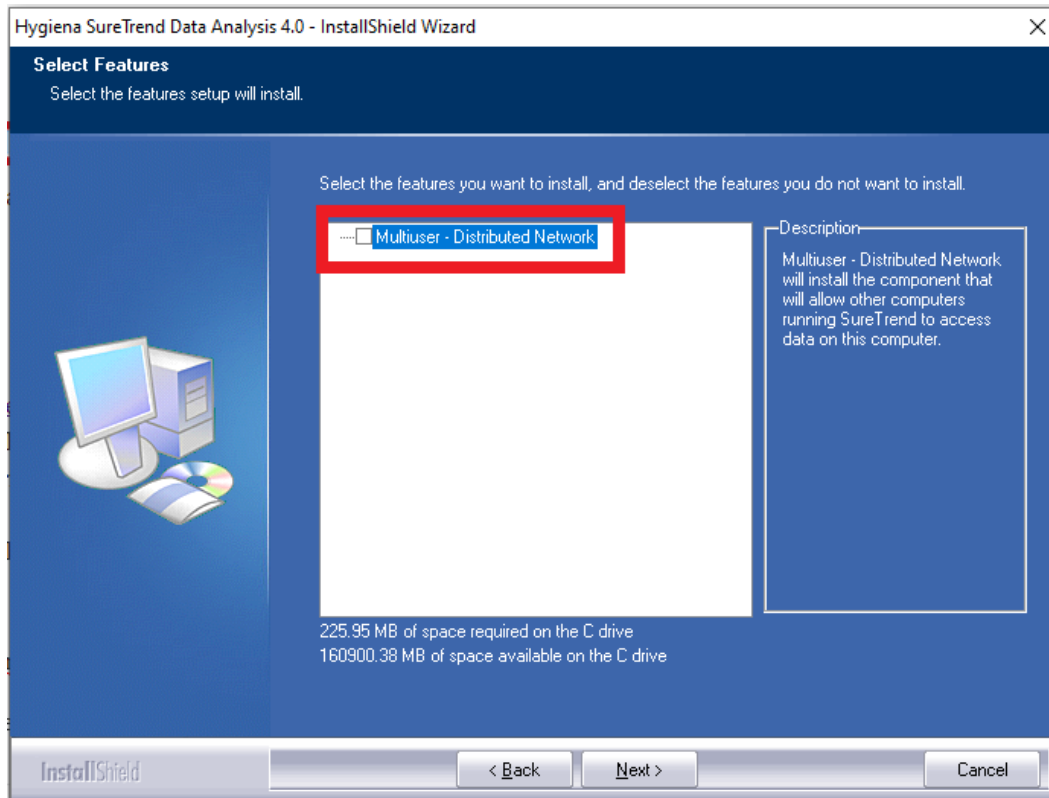 Hygiena SureTrend Data Analysis 4.0 - InstallShield Wizard
Select Features
Select the features setup will install.
Select the features you want to install, and deselect the features you do not want to install.
Multiuser - Distributed Network
Description
Multiuser - Distributed Network
will install the component that
will allow other computers
running SureTrend to access
data on this computer.
225.95 MB of space required on the C drive
160900.38 MB of space available on the C drive
InstallShield
< Back
Next >
Cancel